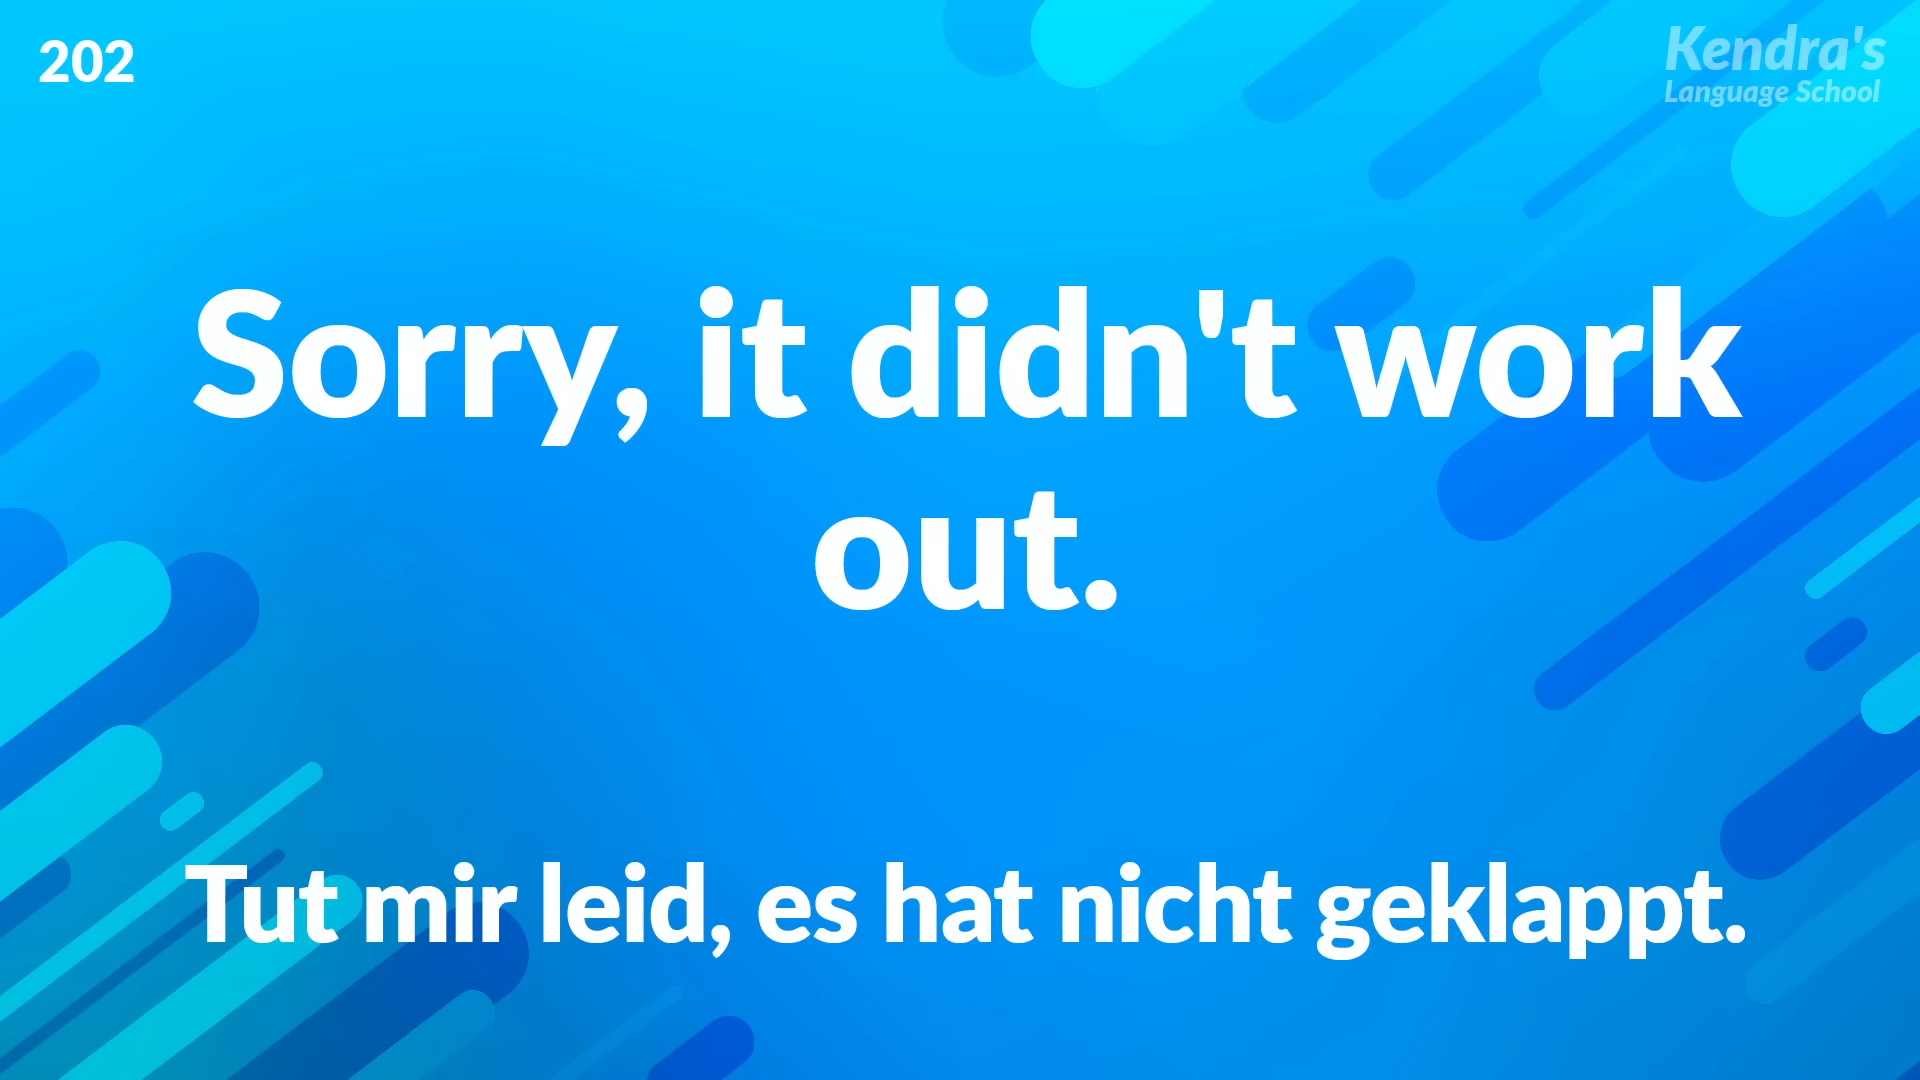 202
Kendra's
Language School
Sorry, it didn't work
out.
Tut mir leid, es hat nicht geklappt.